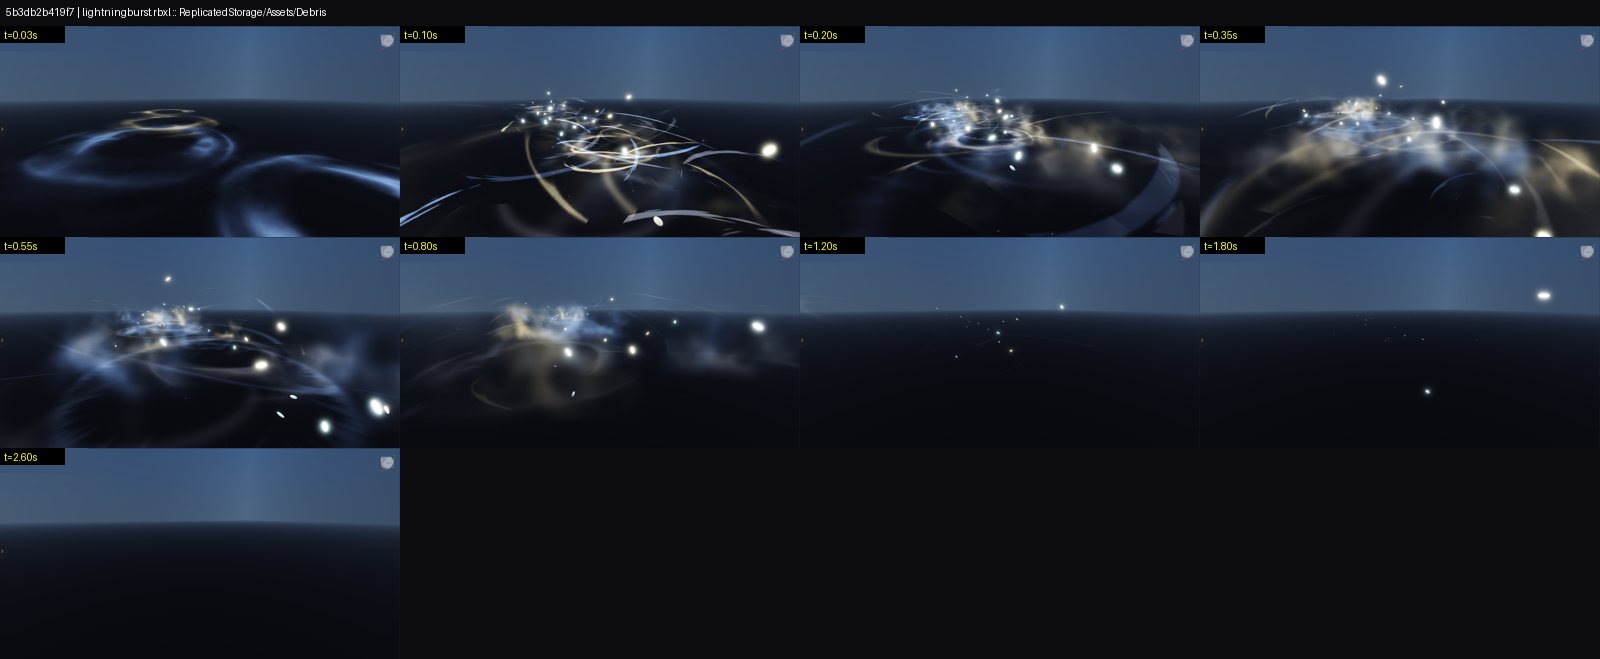 5b3db2b419f7 | lightningburst.rbxl :: ReplicatedStorage/Assets/Debris
t=0.03s
t=0.10s
t=0.20s
t=0.35s
t=0.55s
t=0.80s
t=1.20s
t=1.80s
t=2.60s